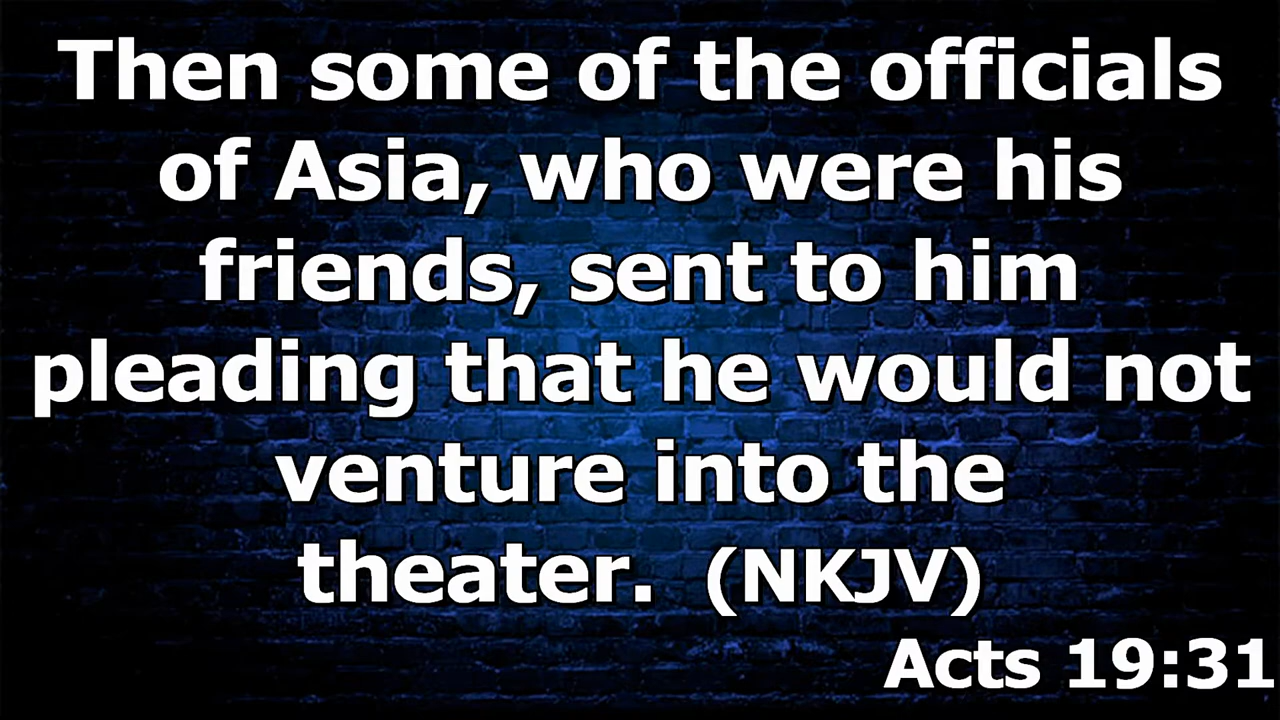 Then some of the officials
of Asia, who were his
friends, sent to him
pleading that he would not
venture into the
theater. (NKJV)
Acts 19:31